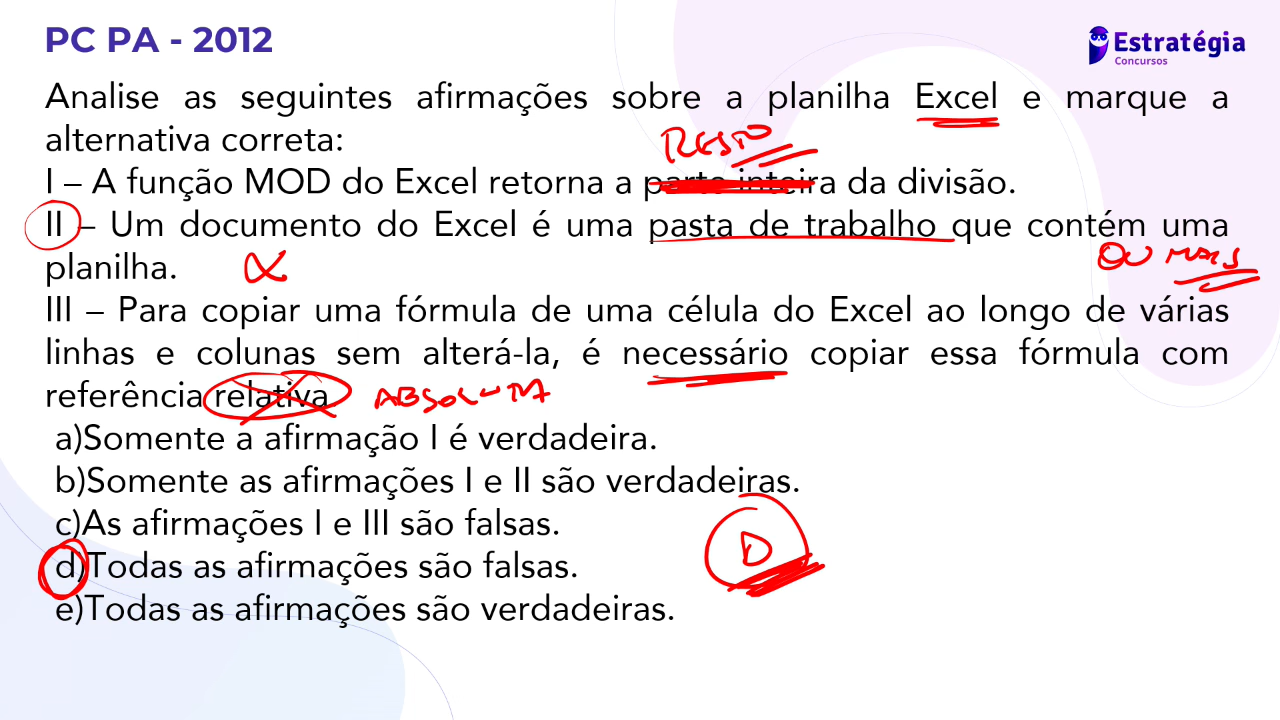 PC PA - 2012
Estratégia
Concursos
Analise as seguintes afirmações sobre a planilha Excel e marque a
alternativa correta:
RESTO
I – A função MOD do Excel retorna a parte inteira da divisão.
II – Um documento do Excel é uma pasta de trabalho que contém uma
planilha.
OU MAIS
III – Para copiar uma fórmula de uma célula do Excel ao longo de várias
linhas e colunas sem alterá-la, é necessário copiar essa fórmula com
referência relativa ABSOLUTA
a)Somente a afirmação I é verdadeira.
b)Somente as afirmações I e II são verdadeiras.
c)As afirmações I e III são falsas.
d)Todas as afirmações são falsas.
D
e)Todas as afirmações são verdadeiras.